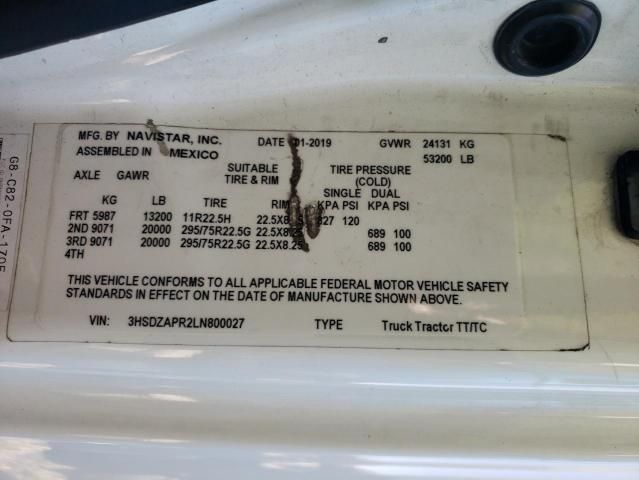 MFG. BY NAVISTAR, INC. DATE 01-2019 GVWR 24131 KG
ASSEMBLED IN MEXICO 53200 LB
AXLE GAWR SUITABLE TIRE & RIM TIRE PRESSURE (COLD)
SINGLE DUAL
KG LB TIRE RIM KPA PSI KPA PSI
FRT 5987 13200 11R22.5H 827 120
2ND 9071 20000 295/75R22.5G 22.5X8.25 689 100
3RD 9071 20000 295/75R22.5G 22.5X8.25 689 100
4TH
THIS VEHICLE CONFORMS TO ALL APPLICABLE FEDERAL MOTOR VEHICLE SAFETY
STANDARDS IN EFFECT ON THE DATE OF MANUFACTURE SHOWN ABOVE.
VIN: 3HSDZAPR2LN800027 TYPE Truck Tractor TT/TC